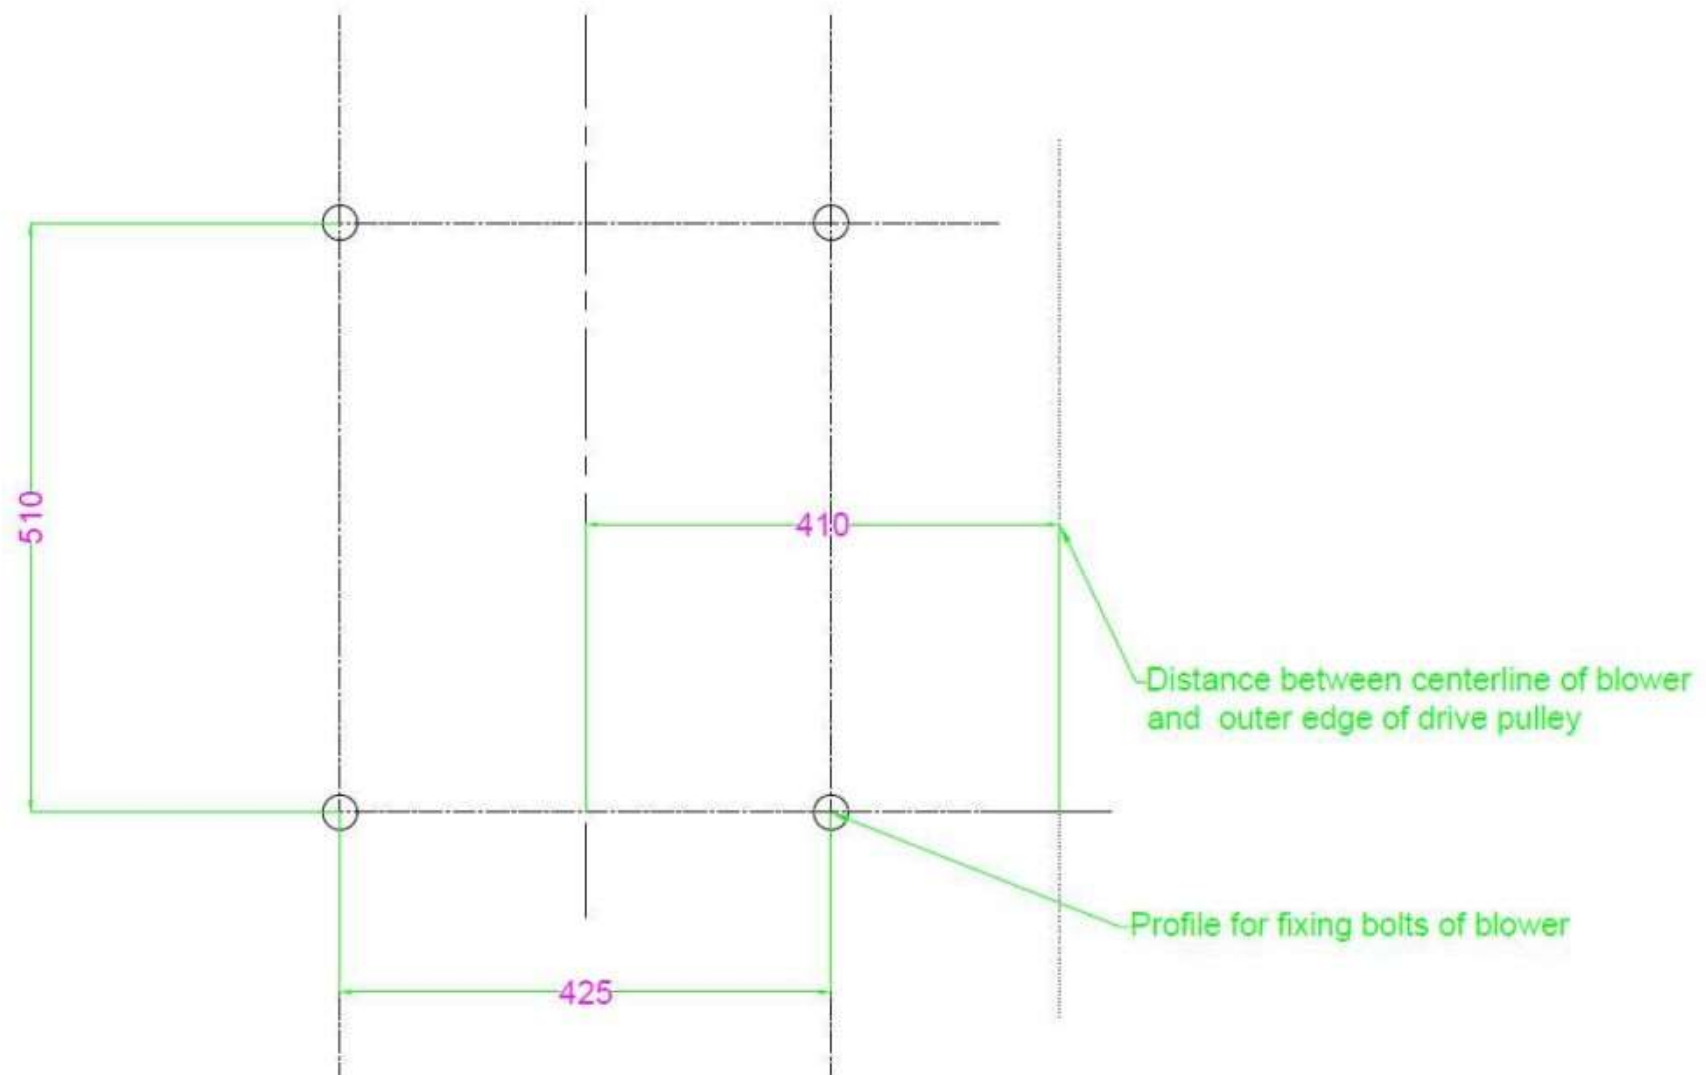 510
410
Distance between centerline of blower
and outer edge of drive pulley
Profile for fixing bolts of blower
425